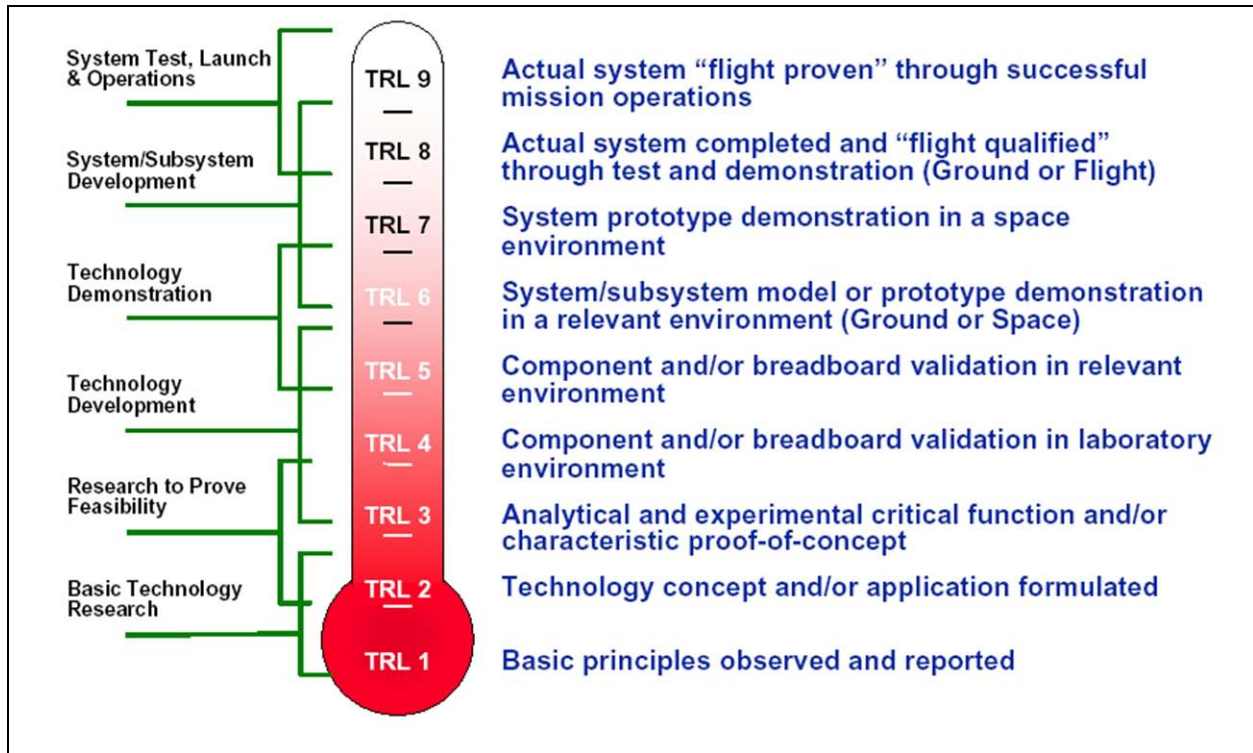 System Test, Launch
& Operations
System/Subsystem
Development
Technology
Demonstration
Technology
Development
Research to Prove
Feasibility
Basic Technology
Research
TRL 9
TRL 8
TRL 7
TRL 6
TRL 5
TRL 4
TRL 3
TRL 2
TRL 1
Actual system “flight proven” through successful
mission operations
Actual system completed and “flight qualified”
through test and demonstration (Ground or Flight)
System prototype demonstration in a space
environment
System/subsystem model or prototype demonstration
in a relevant environment (Ground or Space)
Component and/or breadboard validation in relevant
environment
Component and/or breadboard validation in laboratory
environment
Analytical and experimental critical function and/or
characteristic proof-of-concept
Technology concept and/or application formulated
Basic principles observed and reported